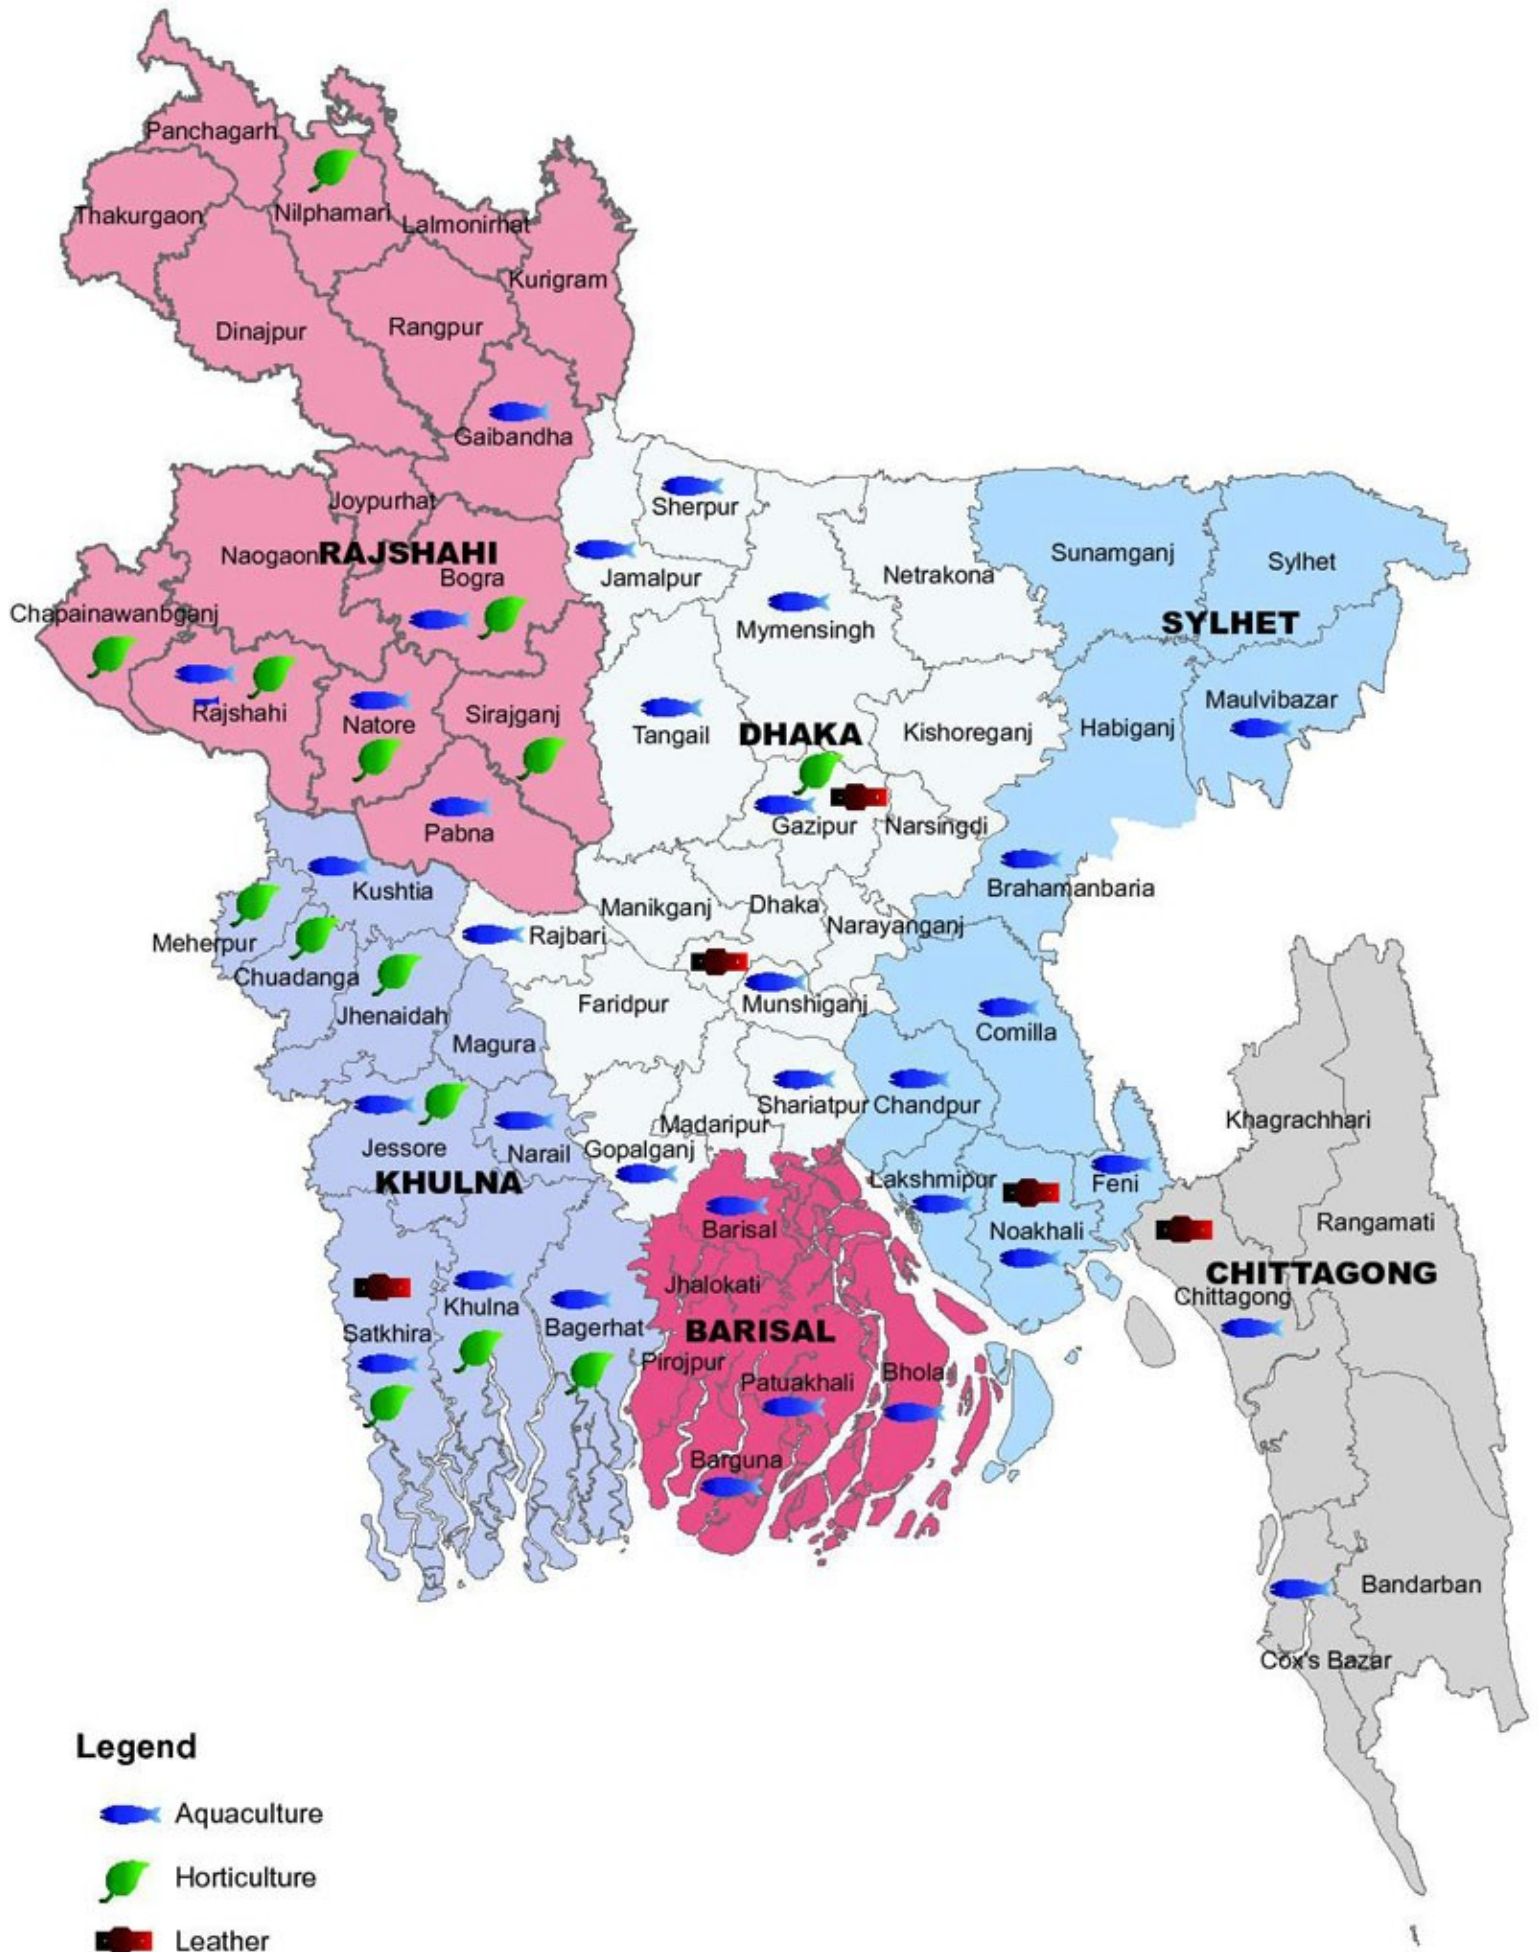 Panchagarh
Thakurgaon
Nilphamari
Lalmonirhat
Kurigram
Dinajpur
Rangpur
Gaibandha
Joypurhat
Sherpur
Naogaon
RAJSHAHI
Bogra
Jamalpur
Netrakona
Sunamganj
Sylhet
Chapainawanbganj
Mymensingh
SYLHET
Rajshahi
Natore
Sirajganj
Tangail
DHAKA
Kishoreganj
Habiganj
Maulvibazar
Pabna
Gazipur
Narsingdi
Kushtia
Brahamanbaria
Manikganj
Dhaka
Narayanganj
Meherpur
Rajbari
Chuadanga
Jhenaidah
Faridpur
Munshiganj
Magura
Comilla
Shariatpur
Chandpur
Madaripur
Khagrachhari
Jessore
Narail
Gopalganj
KHULNA
Lakshmipur
Feni
Barisal
Noakhali
Rangamati
Jhalokati
CHITTAGONG
Chittagong
Khulna
Satkhira
Bagerhat
BARISAL
Pirojpur
Patuakhali
Bhola
Barguna
Bandarban
Cox's Bazar
Legend
Aquaculture
Horticulture
Leather